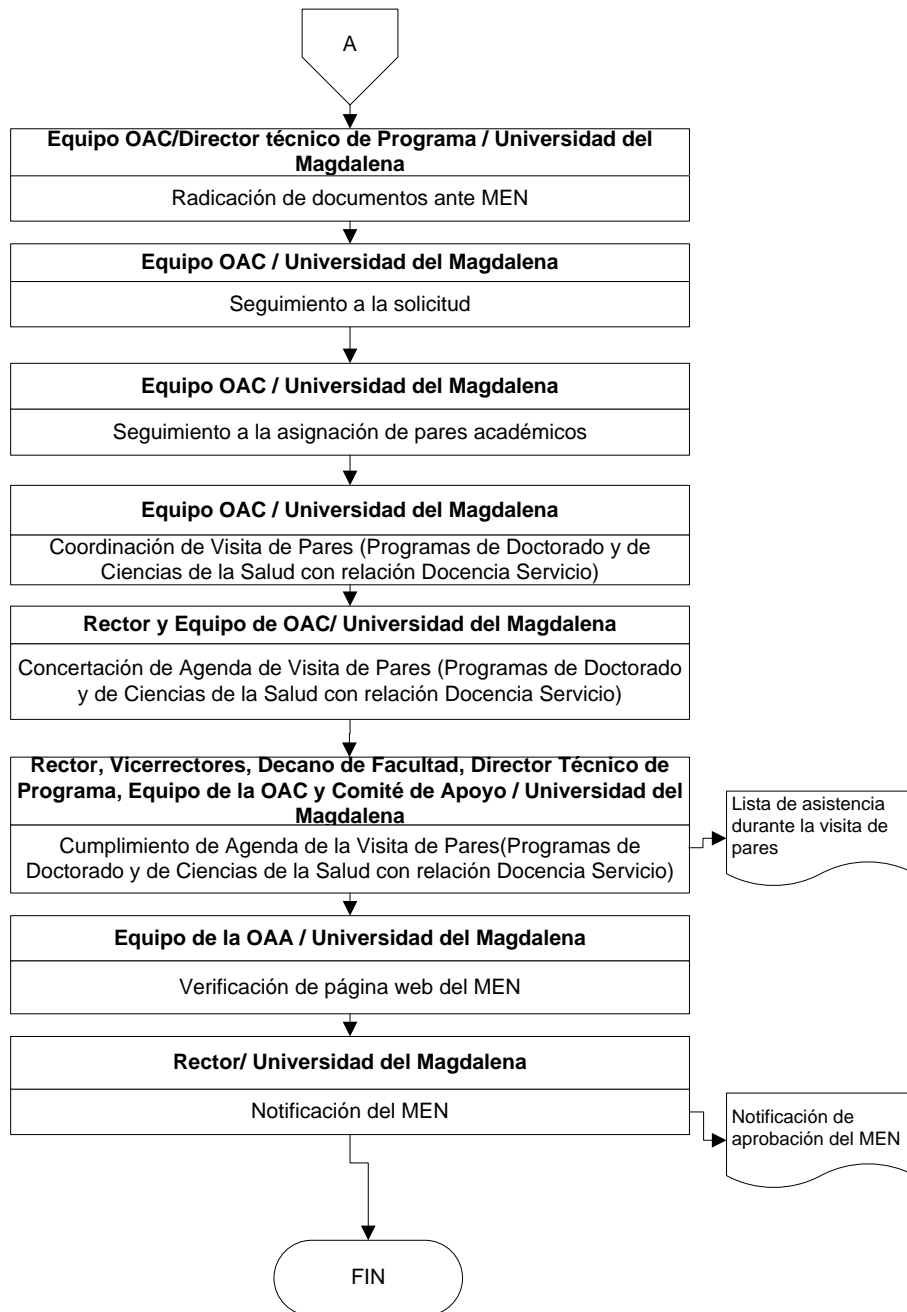 A
Equipo OAC/Director técnico de Programa / Universidad del
Magdalena
Radicación de documentos ante MEN
Equipo OAC / Universidad del Magdalena
Seguimiento a la solicitud
Equipo OAC / Universidad del Magdalena
Seguimiento a la asignación de pares académicos
Equipo OAC / Universidad del Magdalena
Coordinación de Visita de Pares (Programas de Doctorado y de
Ciencias de la Salud con relación Docencia Servicio)
Rector y Equipo de OAC/ Universidad del Magdalena
Concertación de Agenda de Visita de Pares (Programas de Doctorado
y de Ciencias de la Salud con relación Docencia Servicio)
Rector, Vicerrectores, Decano de Facultad, Director Técnico de
Programa, Equipo de la OAC y Comité de Apoyo / Universidad del
Magdalena
Cumplimiento de Agenda de la Visita de Pares(Programas de
Doctorado y de Ciencias de la Salud con relación Docencia Servicio)
Lista de asistencia
durante la visita de
pares
Equipo de la OAA / Universidad del Magdalena
Verificación de página web del MEN
Rector/ Universidad del Magdalena
Notificación del MEN
Notificación de
aprobación del MEN
FIN